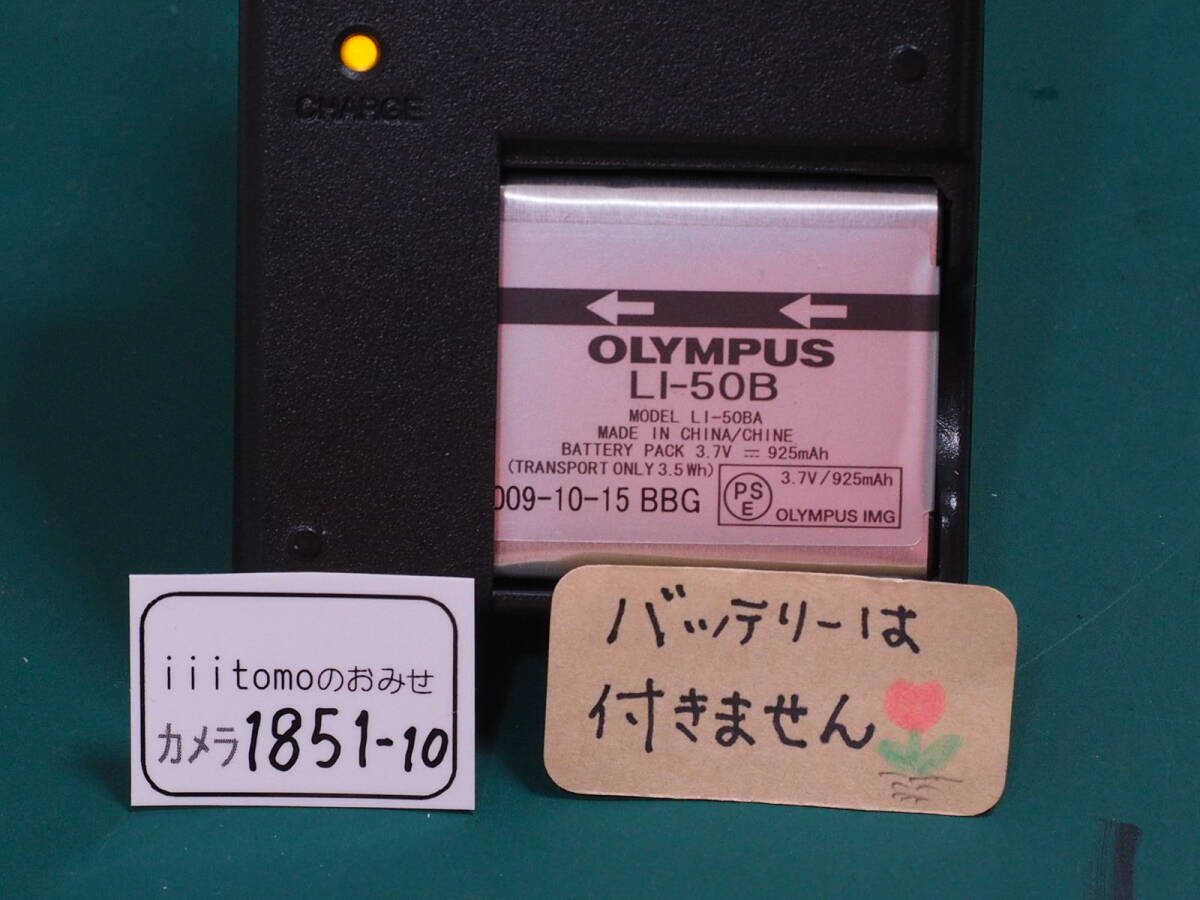 CHARGE
OLYMPUS
LI-50B
MODEL LI-50BA
MADE IN CHINA/CHINE
BATTERY PACK 3.7V ⎓ 925mAh
(TRANSPORT ONLY 3.5 Wh)
009-10-15 BBG
PSE
3.7V/925mAh
OLYMPUS IMG
iiitomoのおみせ
カメラ1851-10
バッテリーは
付きません